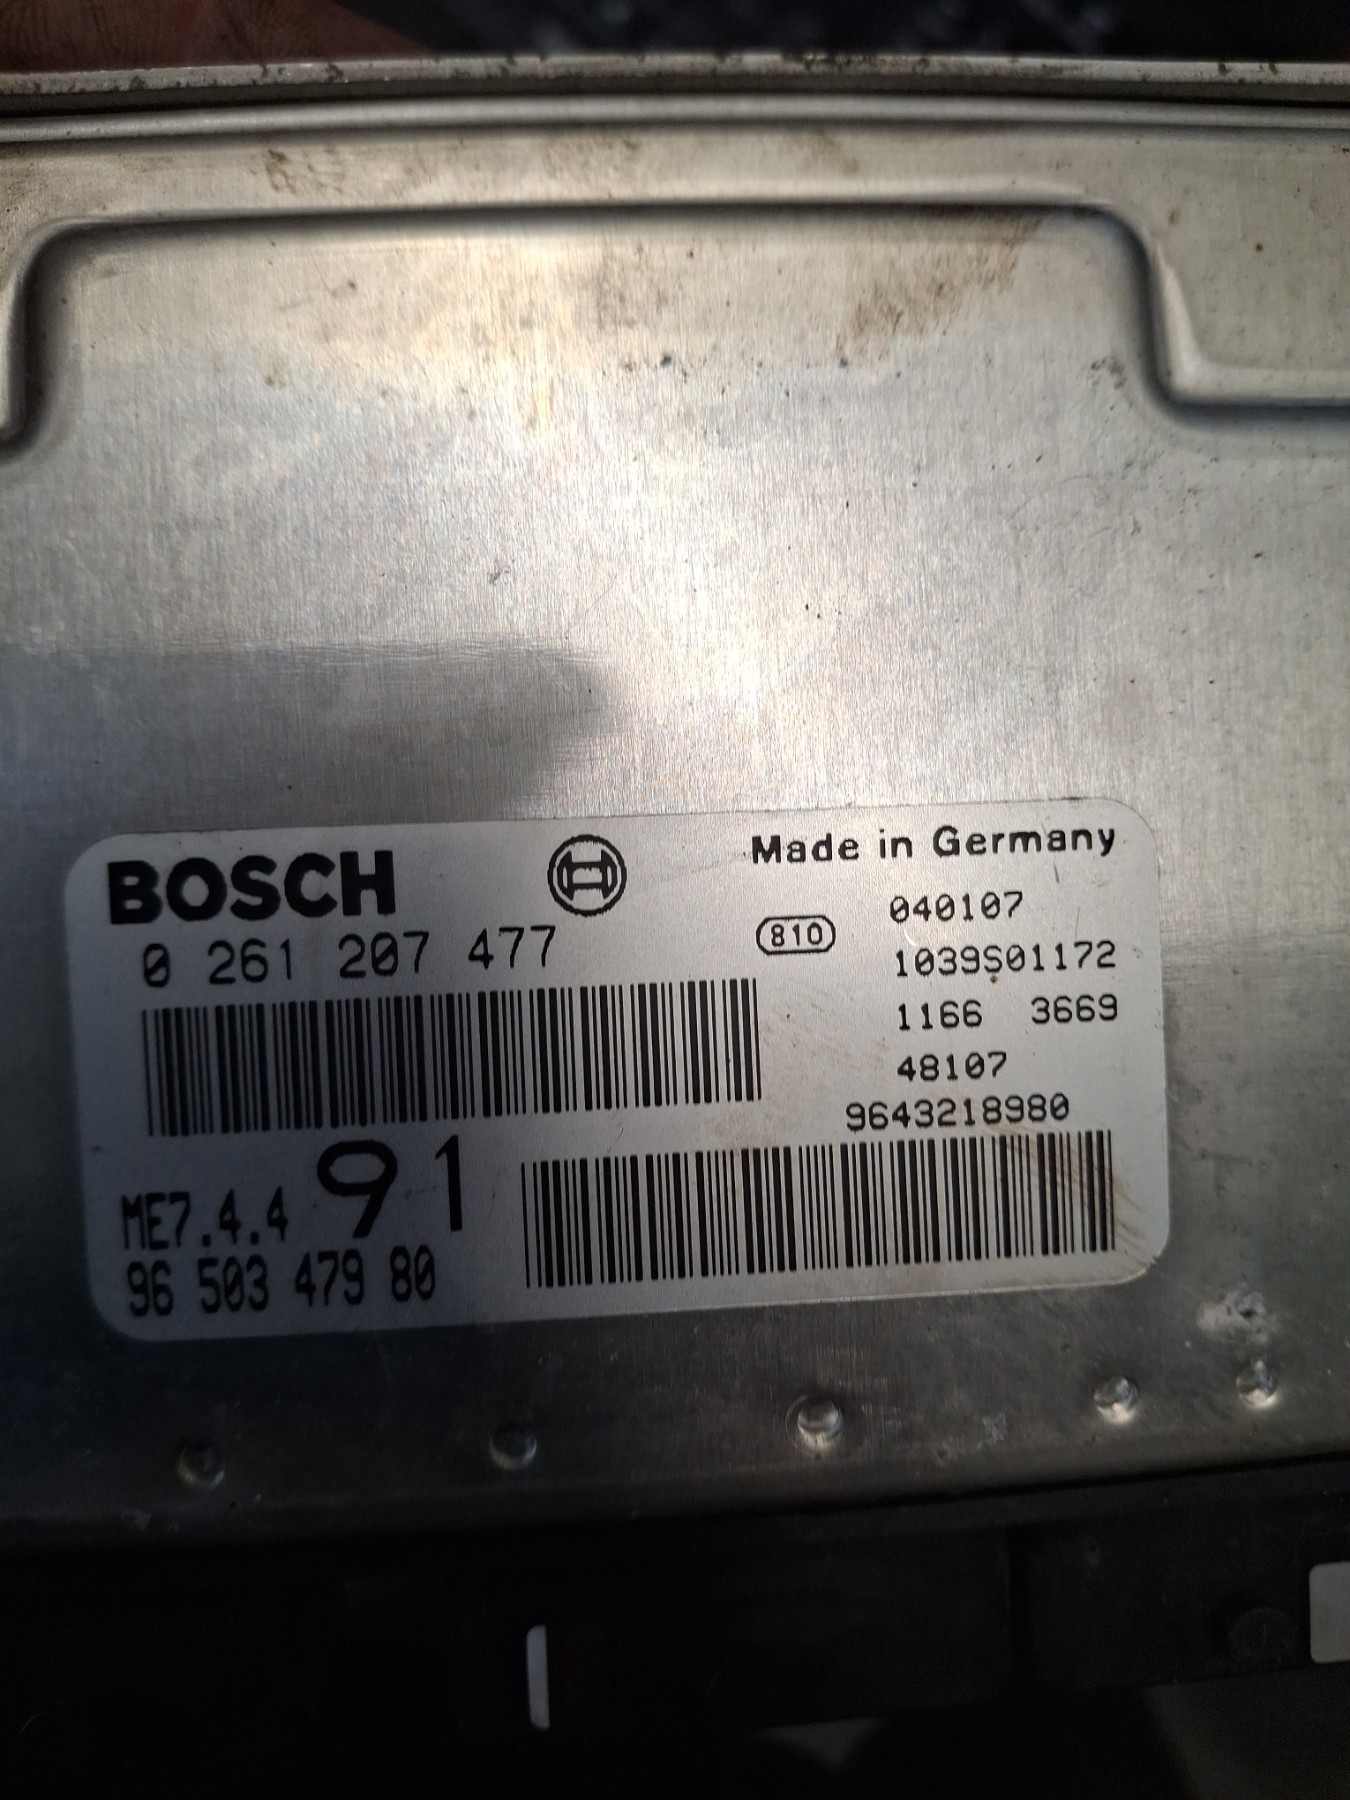 BOSCH
Made in Germany
0 261 207 477
810
040107
1039S01172
1166 3669
48107
9643218980
ME7.4.4 91
96 503 479 80